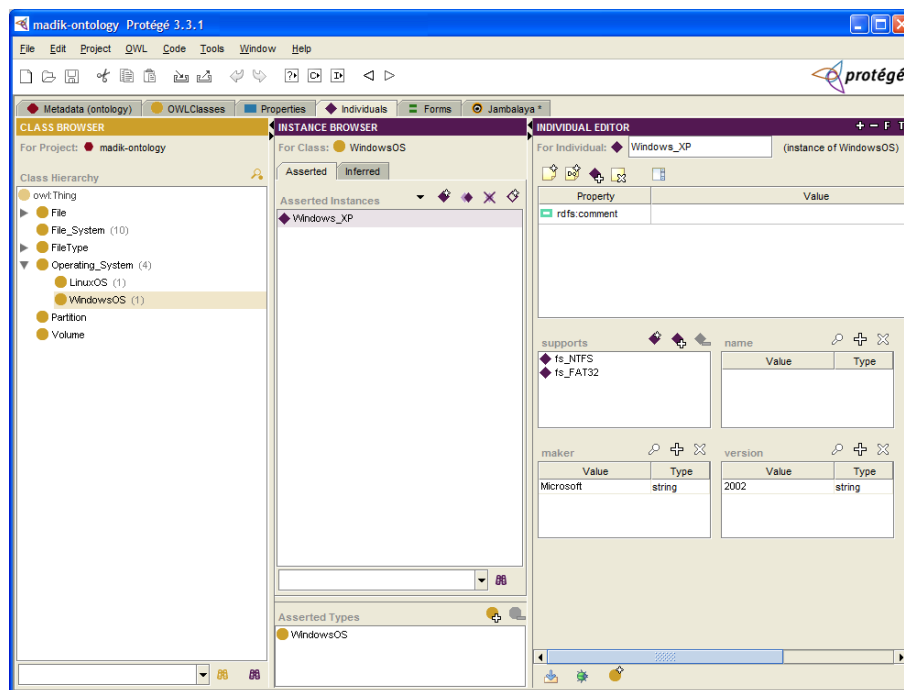 madik-ontology Protégé 3.3.1
File Edit Project OWL Code Tools Window Help
protégé
Metadata (ontology) OWLClasses Properties Individuals Forms Jambalaya *
CLASS BROWSER
For Project: madik-ontology
Class Hierarchy
owl:Thing
File
File_System (10)
FileType
Operating_System (4)
LinuxOS (1)
WindowsOS (1)
Partition
Volume
INSTANCE BROWSER
For Class: WindowsOS
Asserted Inferred
Asserted Instances
Windows_XP
Asserted Types
WindowsOS
INDIVIDUAL EDITOR + − F T
For Individual: Windows_XP (instance of WindowsOS)
Property Value
rdfs:comment
supports
fs_NTFS
fs_FAT32
name
Value Type
maker
Value Type
Microsoft string
version
Value Type
2002 string